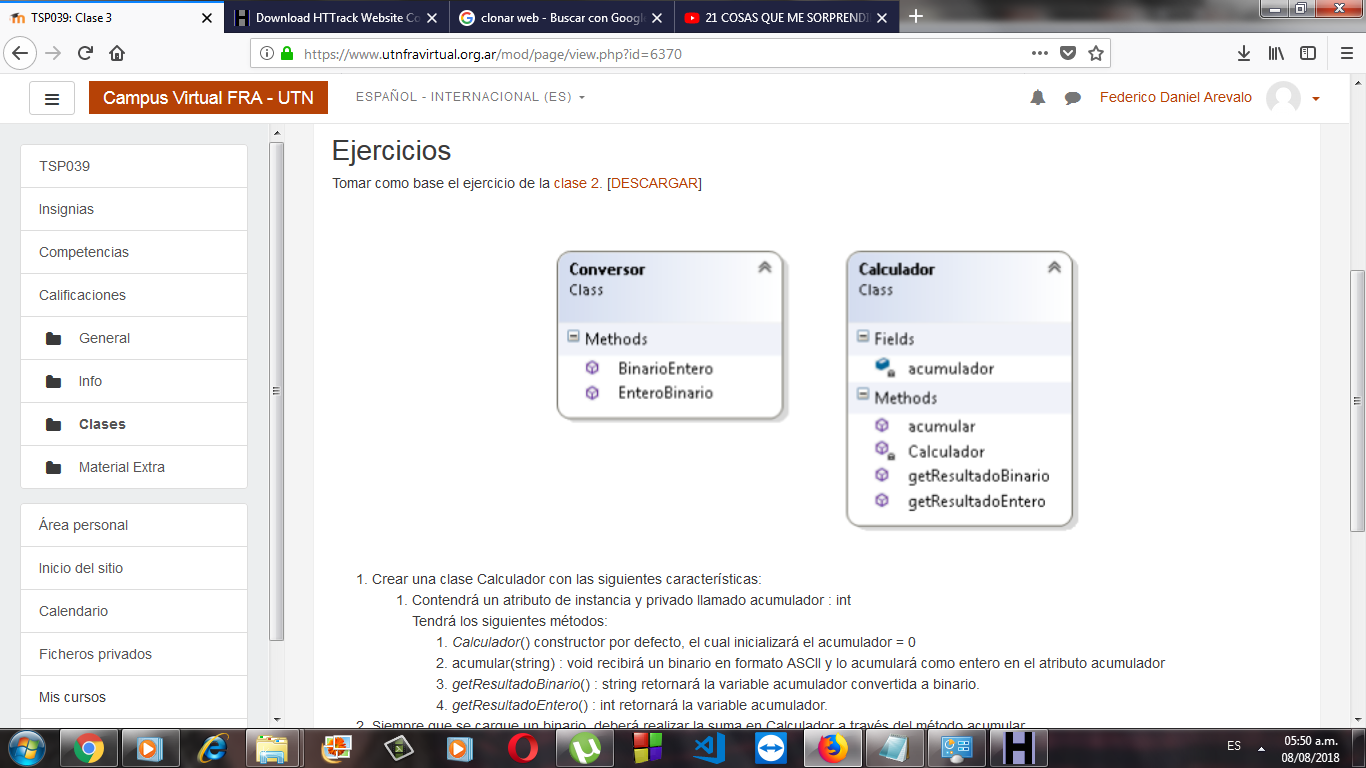 TSP039: Clase 3
Download HTTrack Website Co
clonar web - Buscar con Google
21 COSAS QUE ME SORPRENDI
https://www.utnfravirtual.org.ar/mod/page/view.php?id=6370
Campus Virtual FRA - UTN
ESPAÑOL - INTERNACIONAL (ES)
Federico Daniel Arevalo
TSP039
Insignias
Competencias
Calificaciones
General
Info
Clases
Material Extra
Área personal
Inicio del sitio
Calendario
Ficheros privados
Mis cursos
Ejercicios
Tomar como base el ejercicio de la clase 2. [DESCARGAR]
Conversor
Class
Methods
BinarioEntero
EnteroBinario
Calculador
Class
Fields
acumulador
Methods
acumular
Calculador
getResultadoBinario
getResultadoEntero
1. Crear una clase Calculador con las siguientes características:
1. Contendrá un atributo de instancia y privado llamado acumulador : int
Tendrá los siguientes métodos:
1. Calculador() constructor por defecto, el cual inicializará el acumulador = 0
2. acumular(string) : void recibirá un binario en formato ASCII y lo acumulará como entero en el atributo acumulador
3. getResultadoBinario() : string retornará la variable acumulador convertida a binario.
4. getResultadoEntero() : int retornará la variable acumulador.
2. Siempre que se cargue un binario, deberá realizar la suma en Calculador a través del método acumular.
ES
05:50 a.m.
08/08/2018